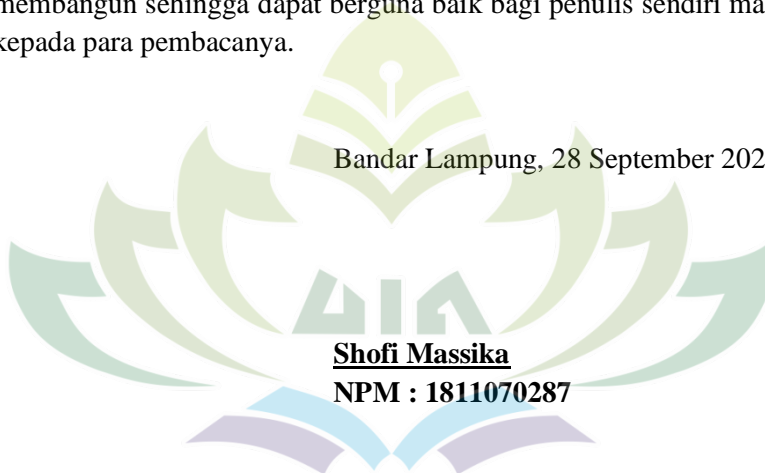 membangun sehingga dapat berguna baik bagi penulis sendiri ma
kepada para pembacanya.
Bandar Lampung, 28 September 202
UIN
Shofi Massika
NPM : 1811070287